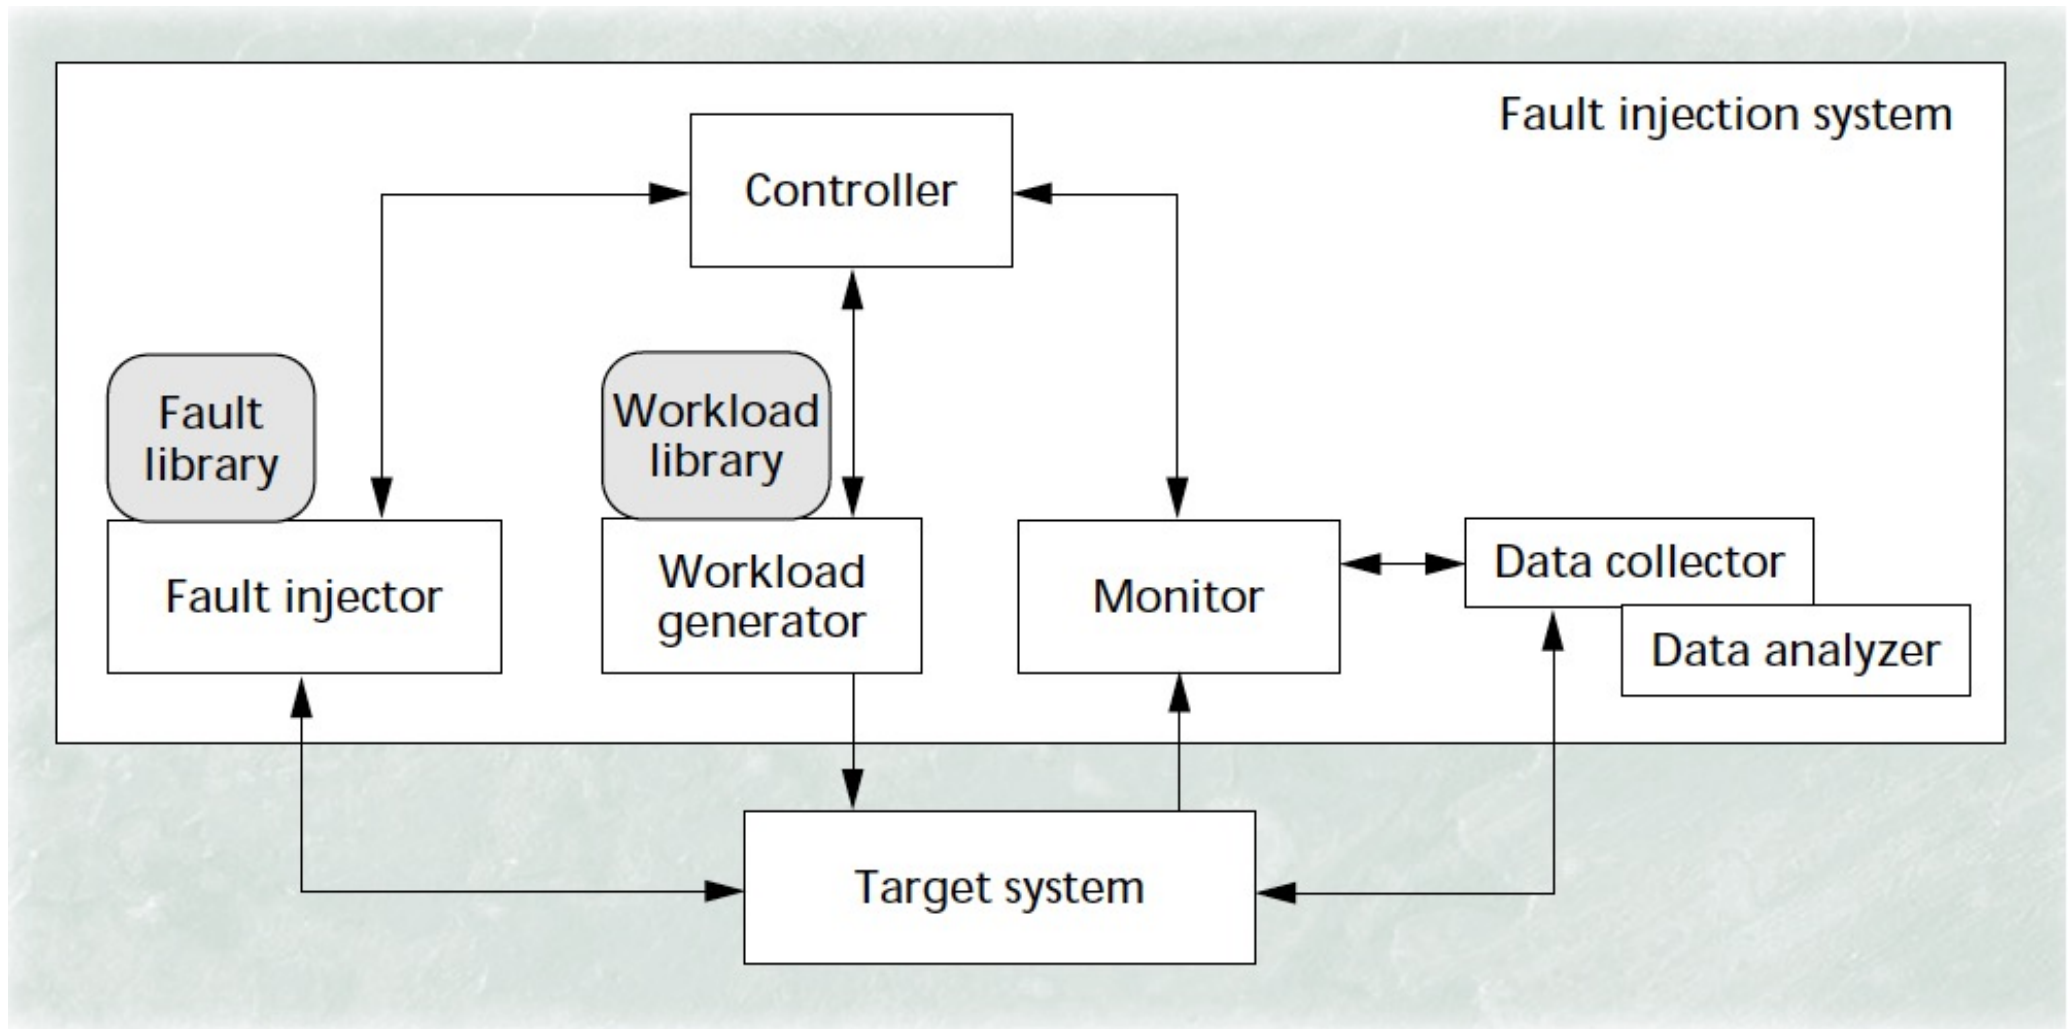 Fault injection system
Controller
Fault
library
Workload
library
Fault injector
Workload
generator
Monitor
Data collector
Data analyzer
Target system